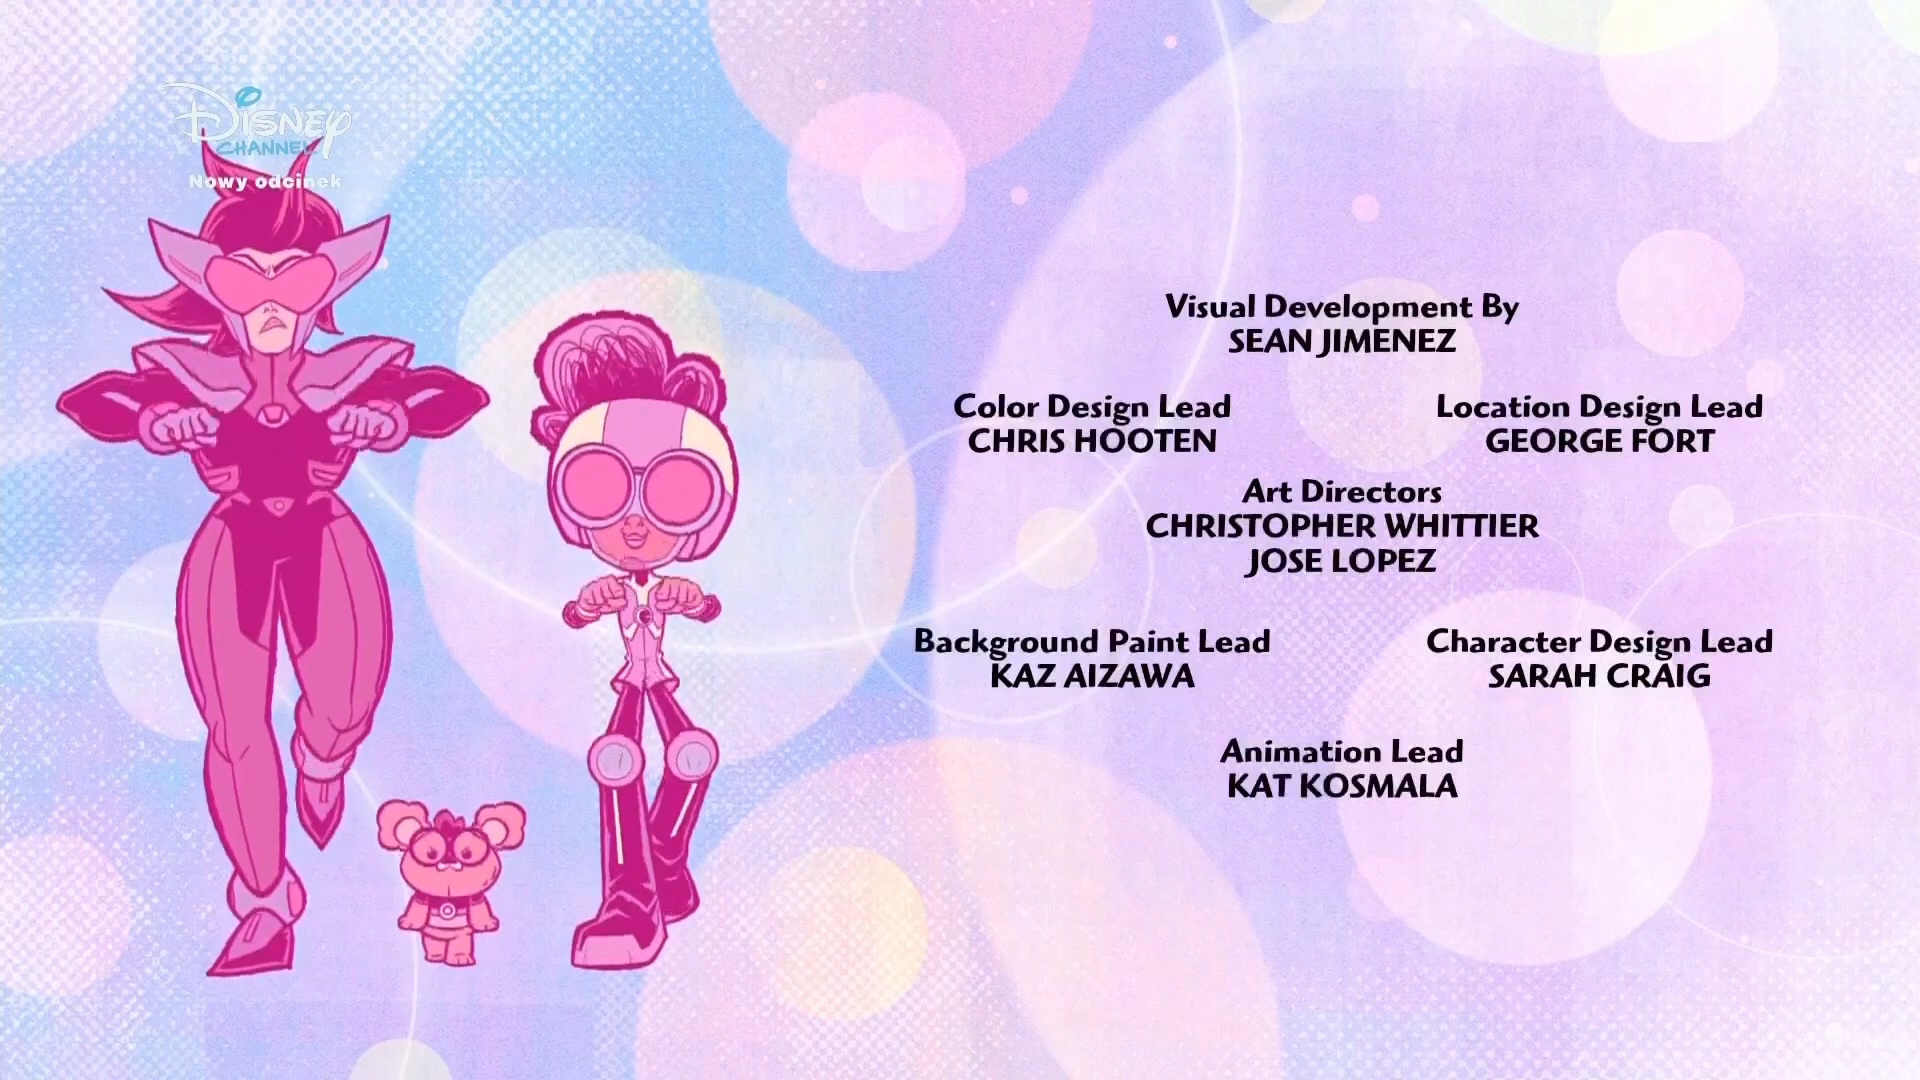 Disney
CHANNEL
Nowy odcinek
Visual Development By
SEAN JIMENEZ
Color Design Lead
CHRIS HOOTEN
Location Design Lead
GEORGE FORT
Art Directors
CHRISTOPHER WHITTIER
JOSE LOPEZ
Background Paint Lead
KAZ AIZAWA
Character Design Lead
SARAH CRAIG
Animation Lead
KAT KOSMALA